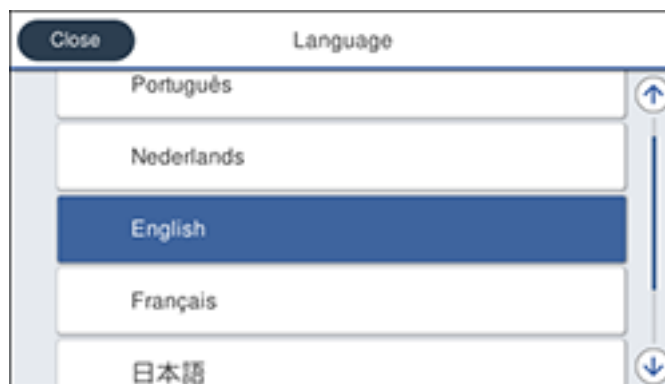 Close
Language
Português
Nederlands
English
Français
日本語